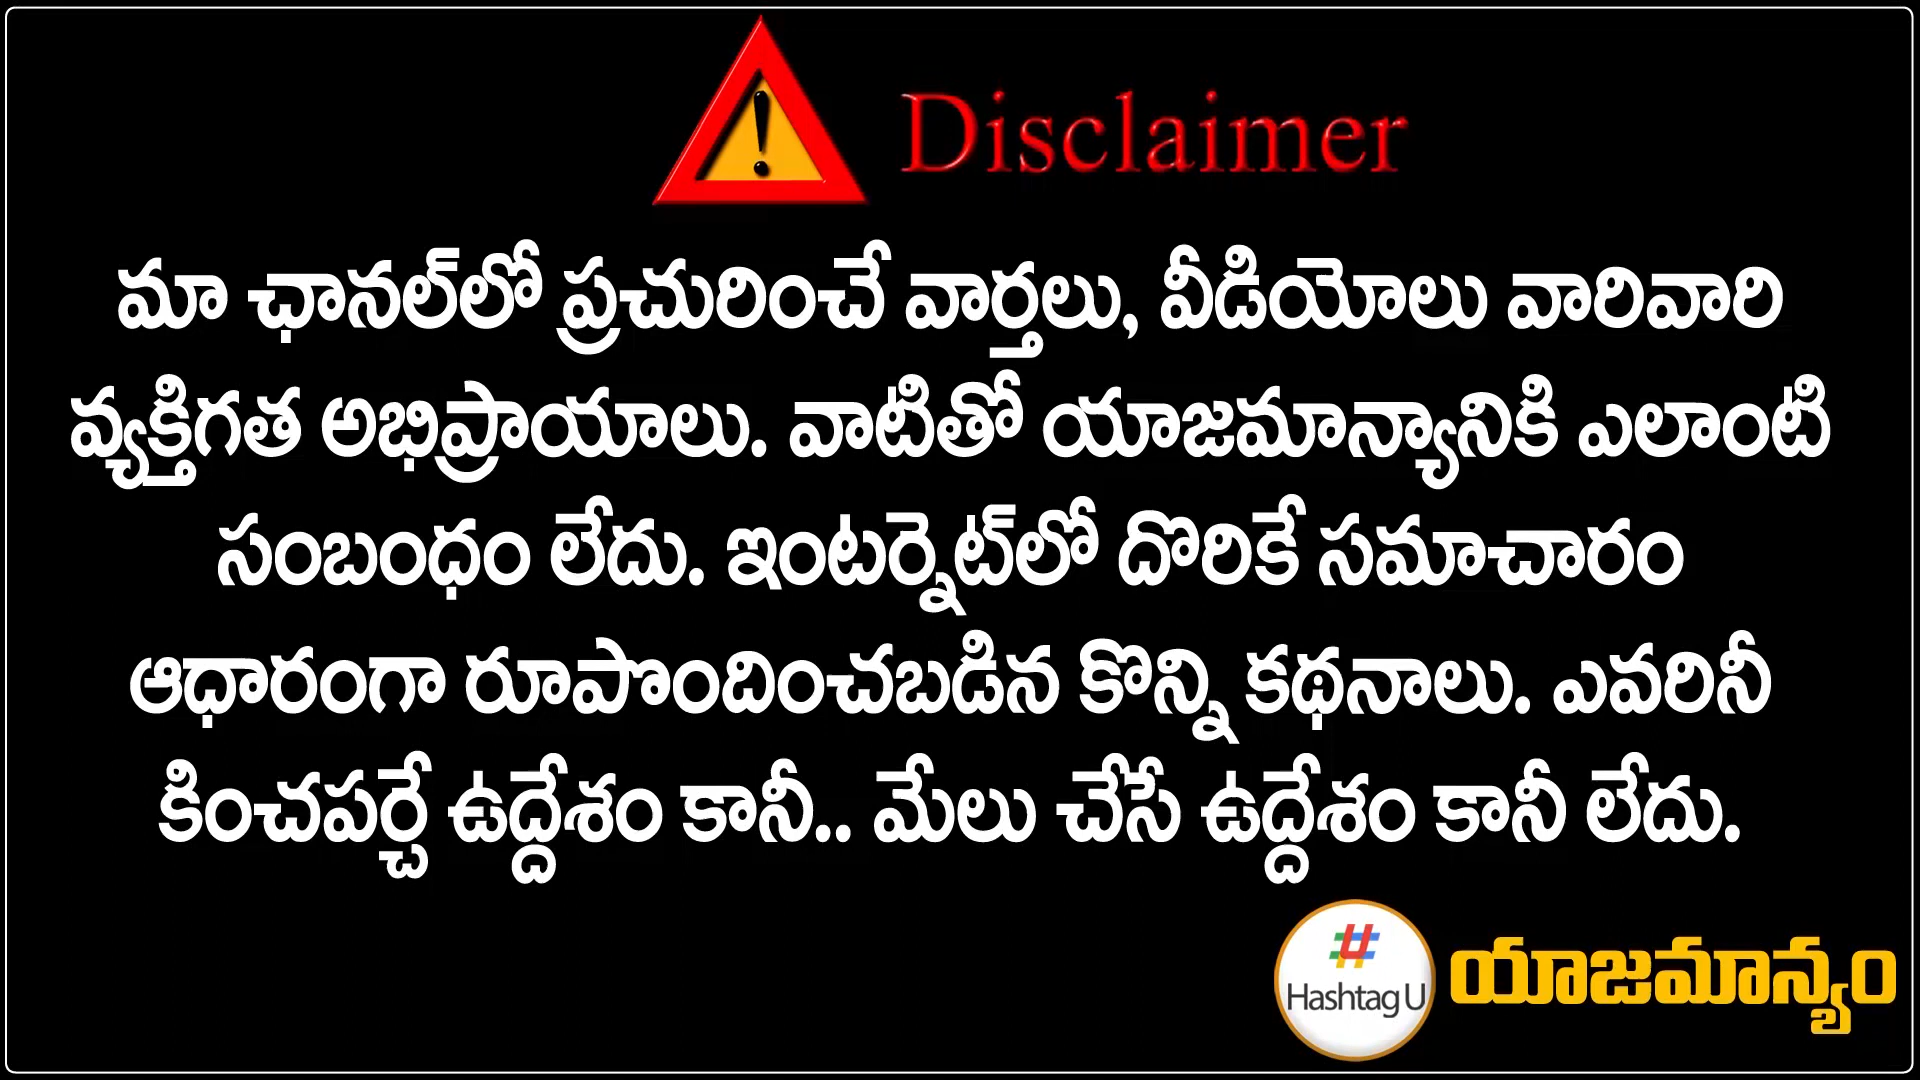 Disclaimer
మా ఛానల్‌లో ప్రచురించే వార్తలు, వీడియోలు వారివారి
వ్యక్తిగత అభిప్రాయాలు. వాటితో యాజమాన్యానికి ఎలాంటి
సంబంధం లేదు. ఇంటర్నెట్‌లో దొరికే సమాచారం
ఆధారంగా రూపొందించబడిన కొన్ని కథనాలు. ఎవరినీ
కించపర్చే ఉద్దేశం కానీ.. మేలు చేసే ఉద్దేశం కానీ లేదు.
#
Hashtag U
యాజమాన్యం